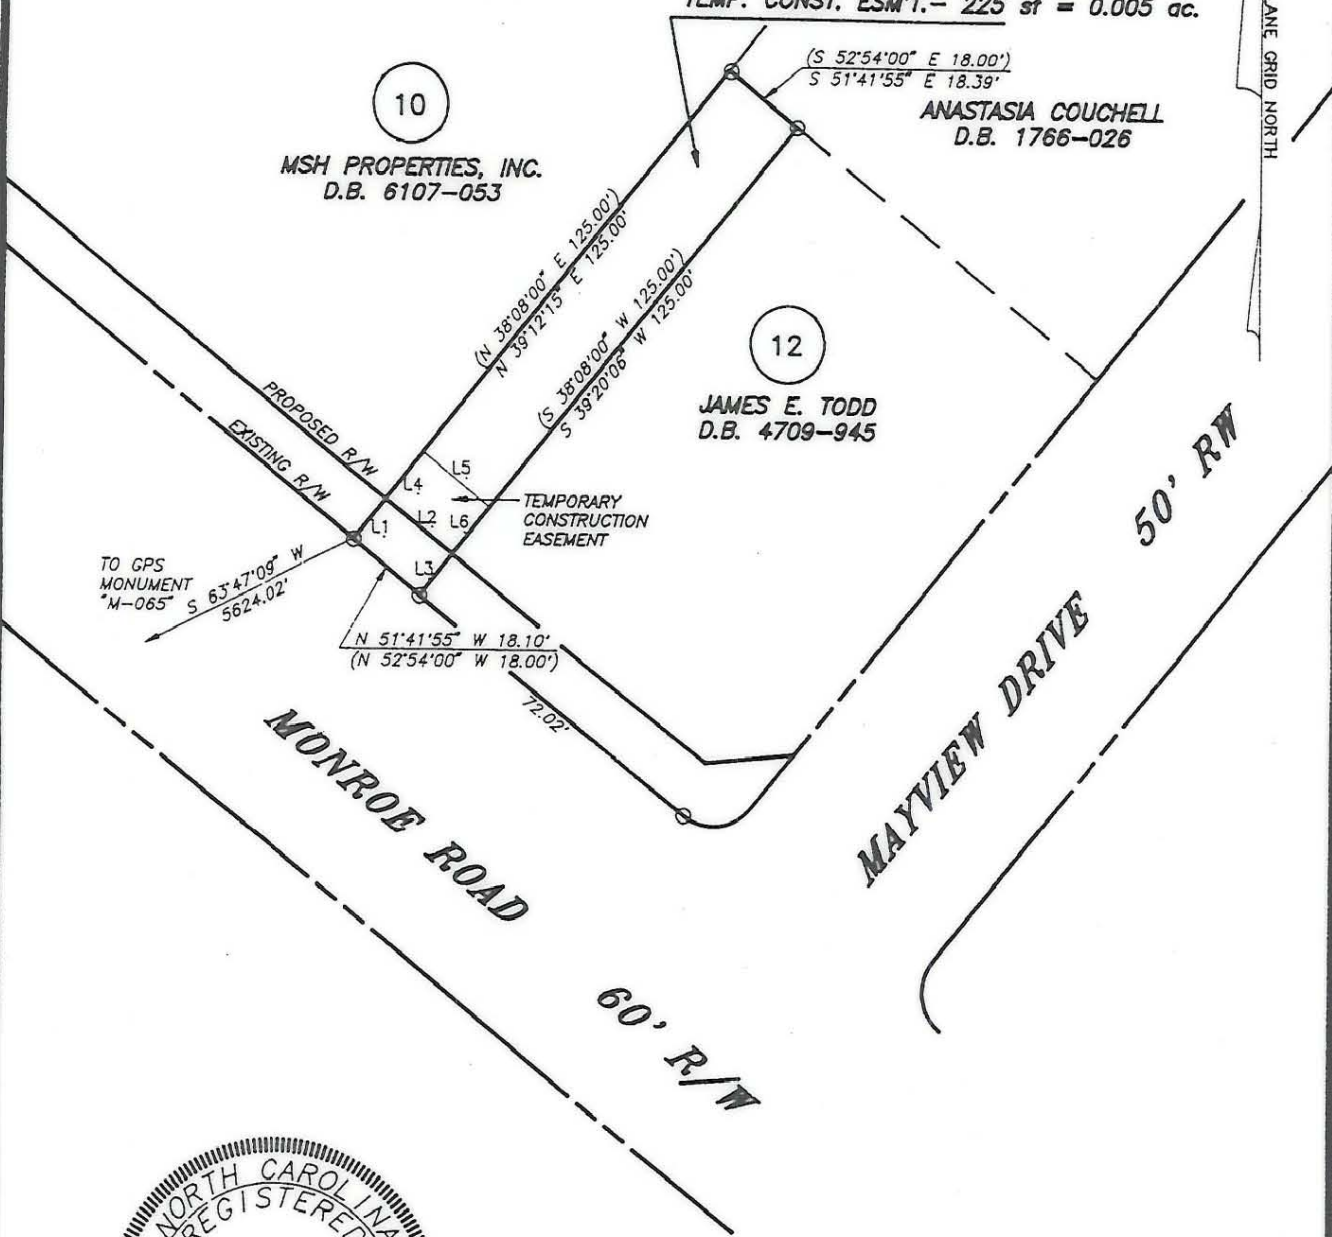 TEMP. CONST. ESM'T.- 225 sf = 0.005 ac.
(S 52°54'00" E 18.00')
S 51°41'55" E 18.39'
ANE GRID NORTH
10
MSH PROPERTIES, INC.
D.B. 6107-053
ANASTASIA COUCHELL
D.B. 1766-026
(N 38°08'00" E 125.00')
N 39°12'15" E 125.00'
(S 38°08'00" W 125.00')
S 39°20'06" W 125.00'
12
JAMES E. TODD
D.B. 4709-945
PROPOSED R/W
EXISTING R/W
L5
L4
L2
L6
L1
L3
TEMPORARY
CONSTRUCTION
EASEMENT
TO GPS
MONUMENT
"M-065"
S 63°47'09" W
5624.02'
N 51°41'55" W 18.10'
(N 52°54'00" W 18.00')
72.02'
MONROE ROAD
60' R/W
MAYVIEW DRIVE
50' RW
NORTH CAROLINA
REGISTERED